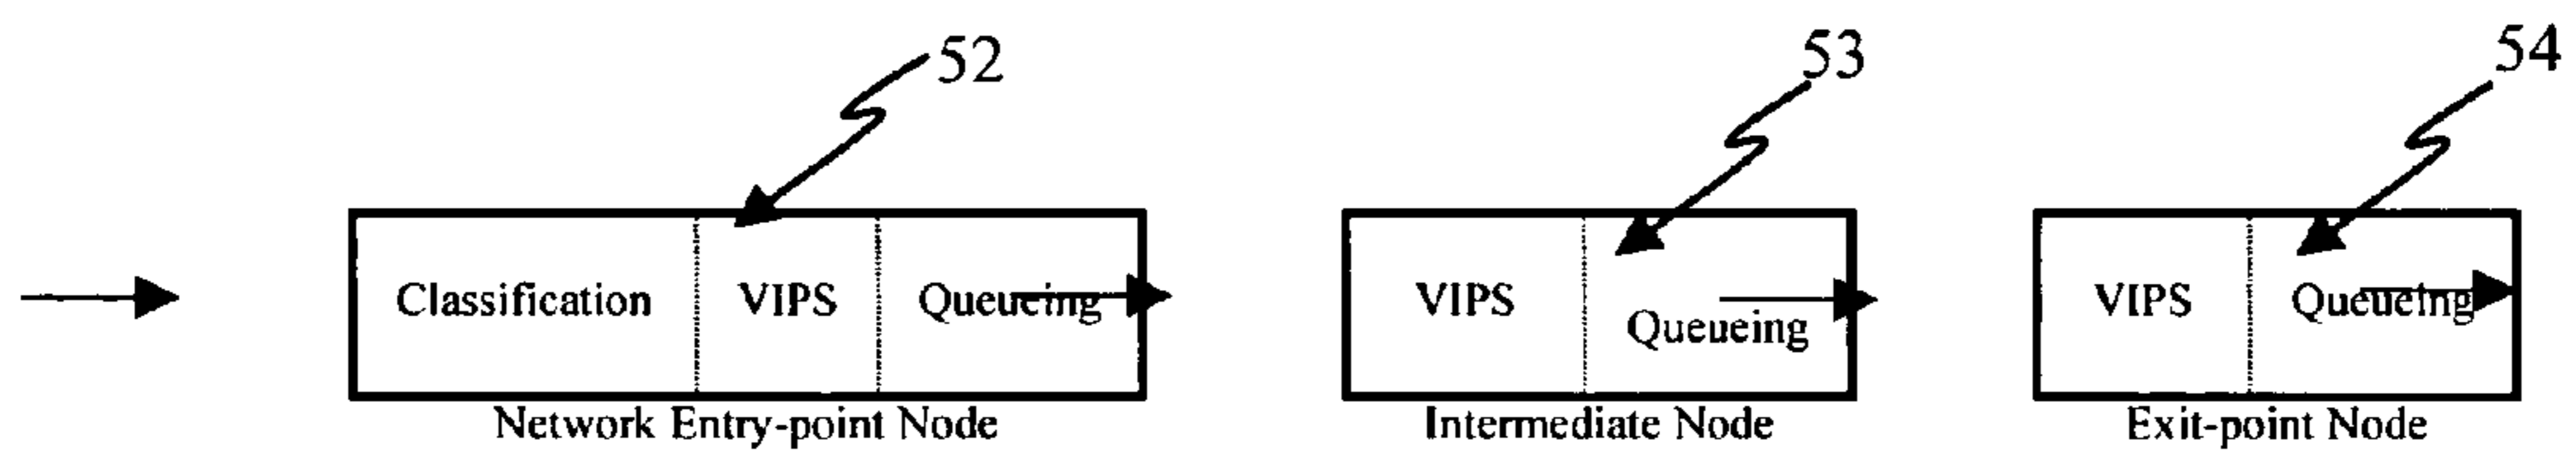 52
53
54
Classification VIPS Queueing
VIPS Queueing
VIPS Queueing
Network Entry-point Node
Intermediate Node
Exit-point Node